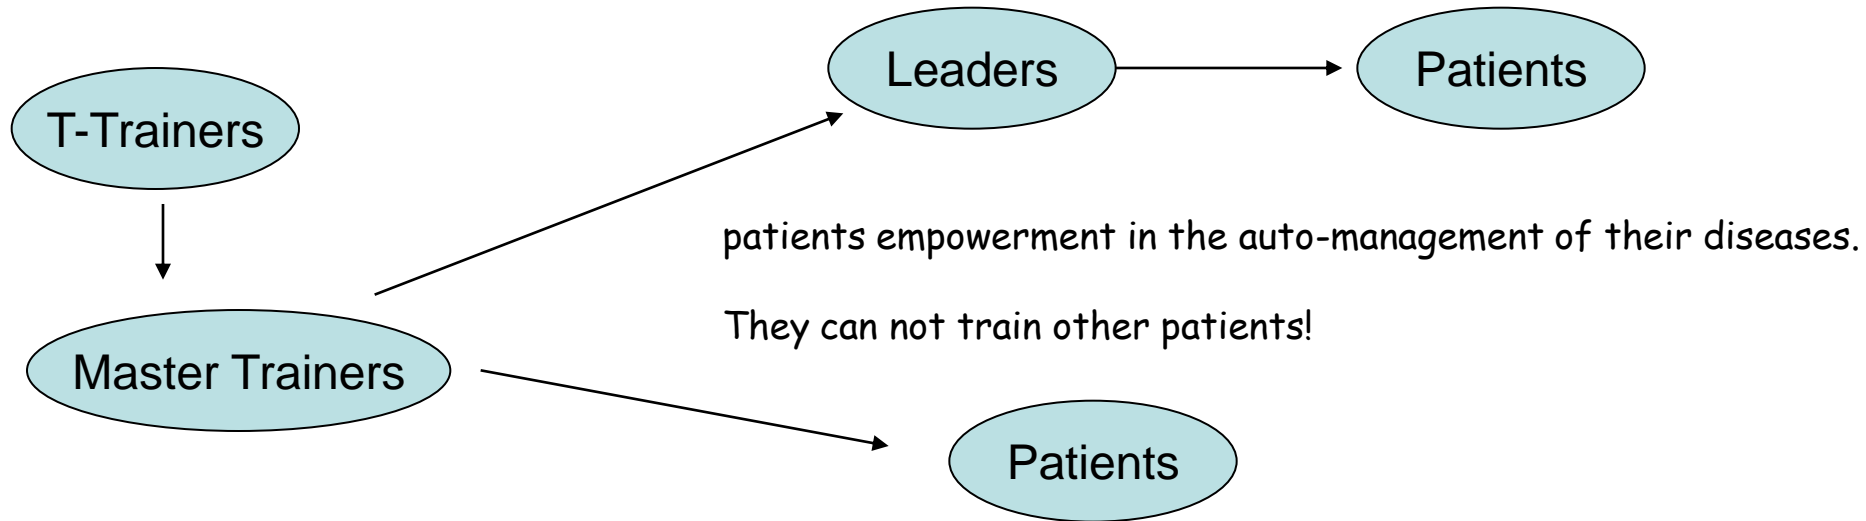 Leaders
Patients
T-Trainers
patients empowerment in the auto-management of their diseases.
They can not train other patients!
Master Trainers
Patients